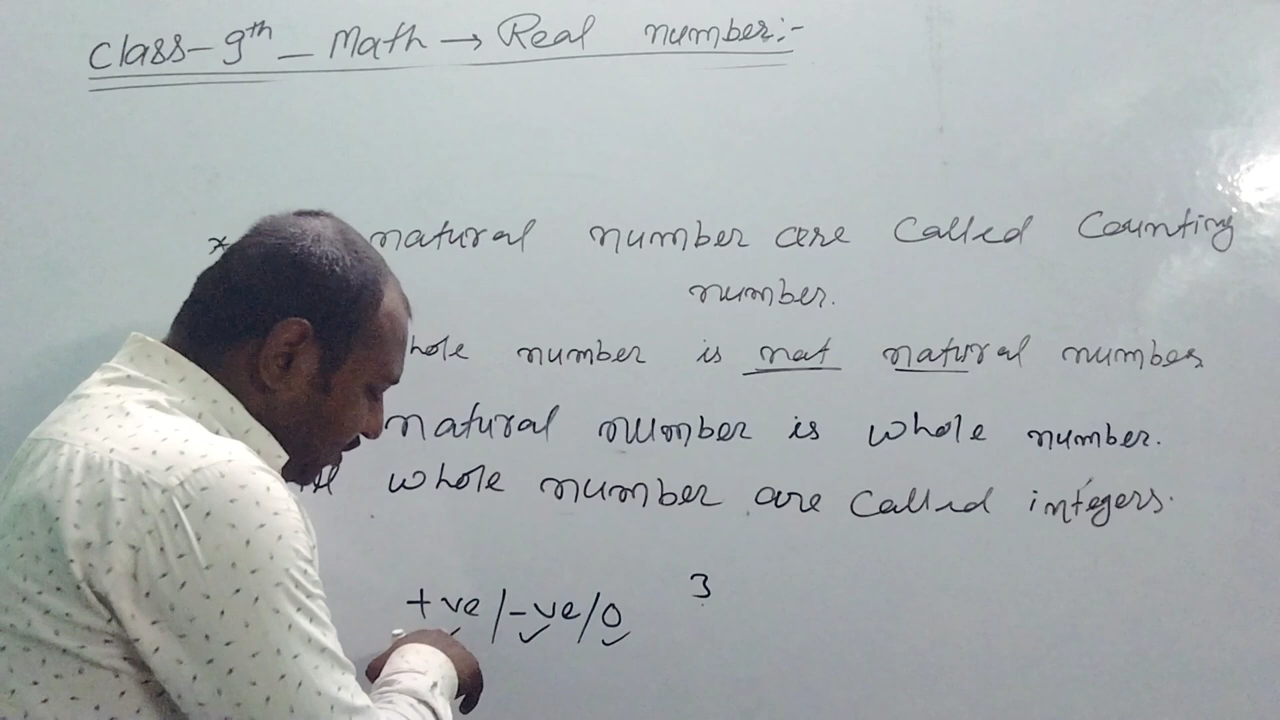 Class-9th - Math → Real number:-
* natural number are called Counting
number.
hole number is not natural number
natural number is whole number.
whole number are called integers.
+ve/-ve/0 3